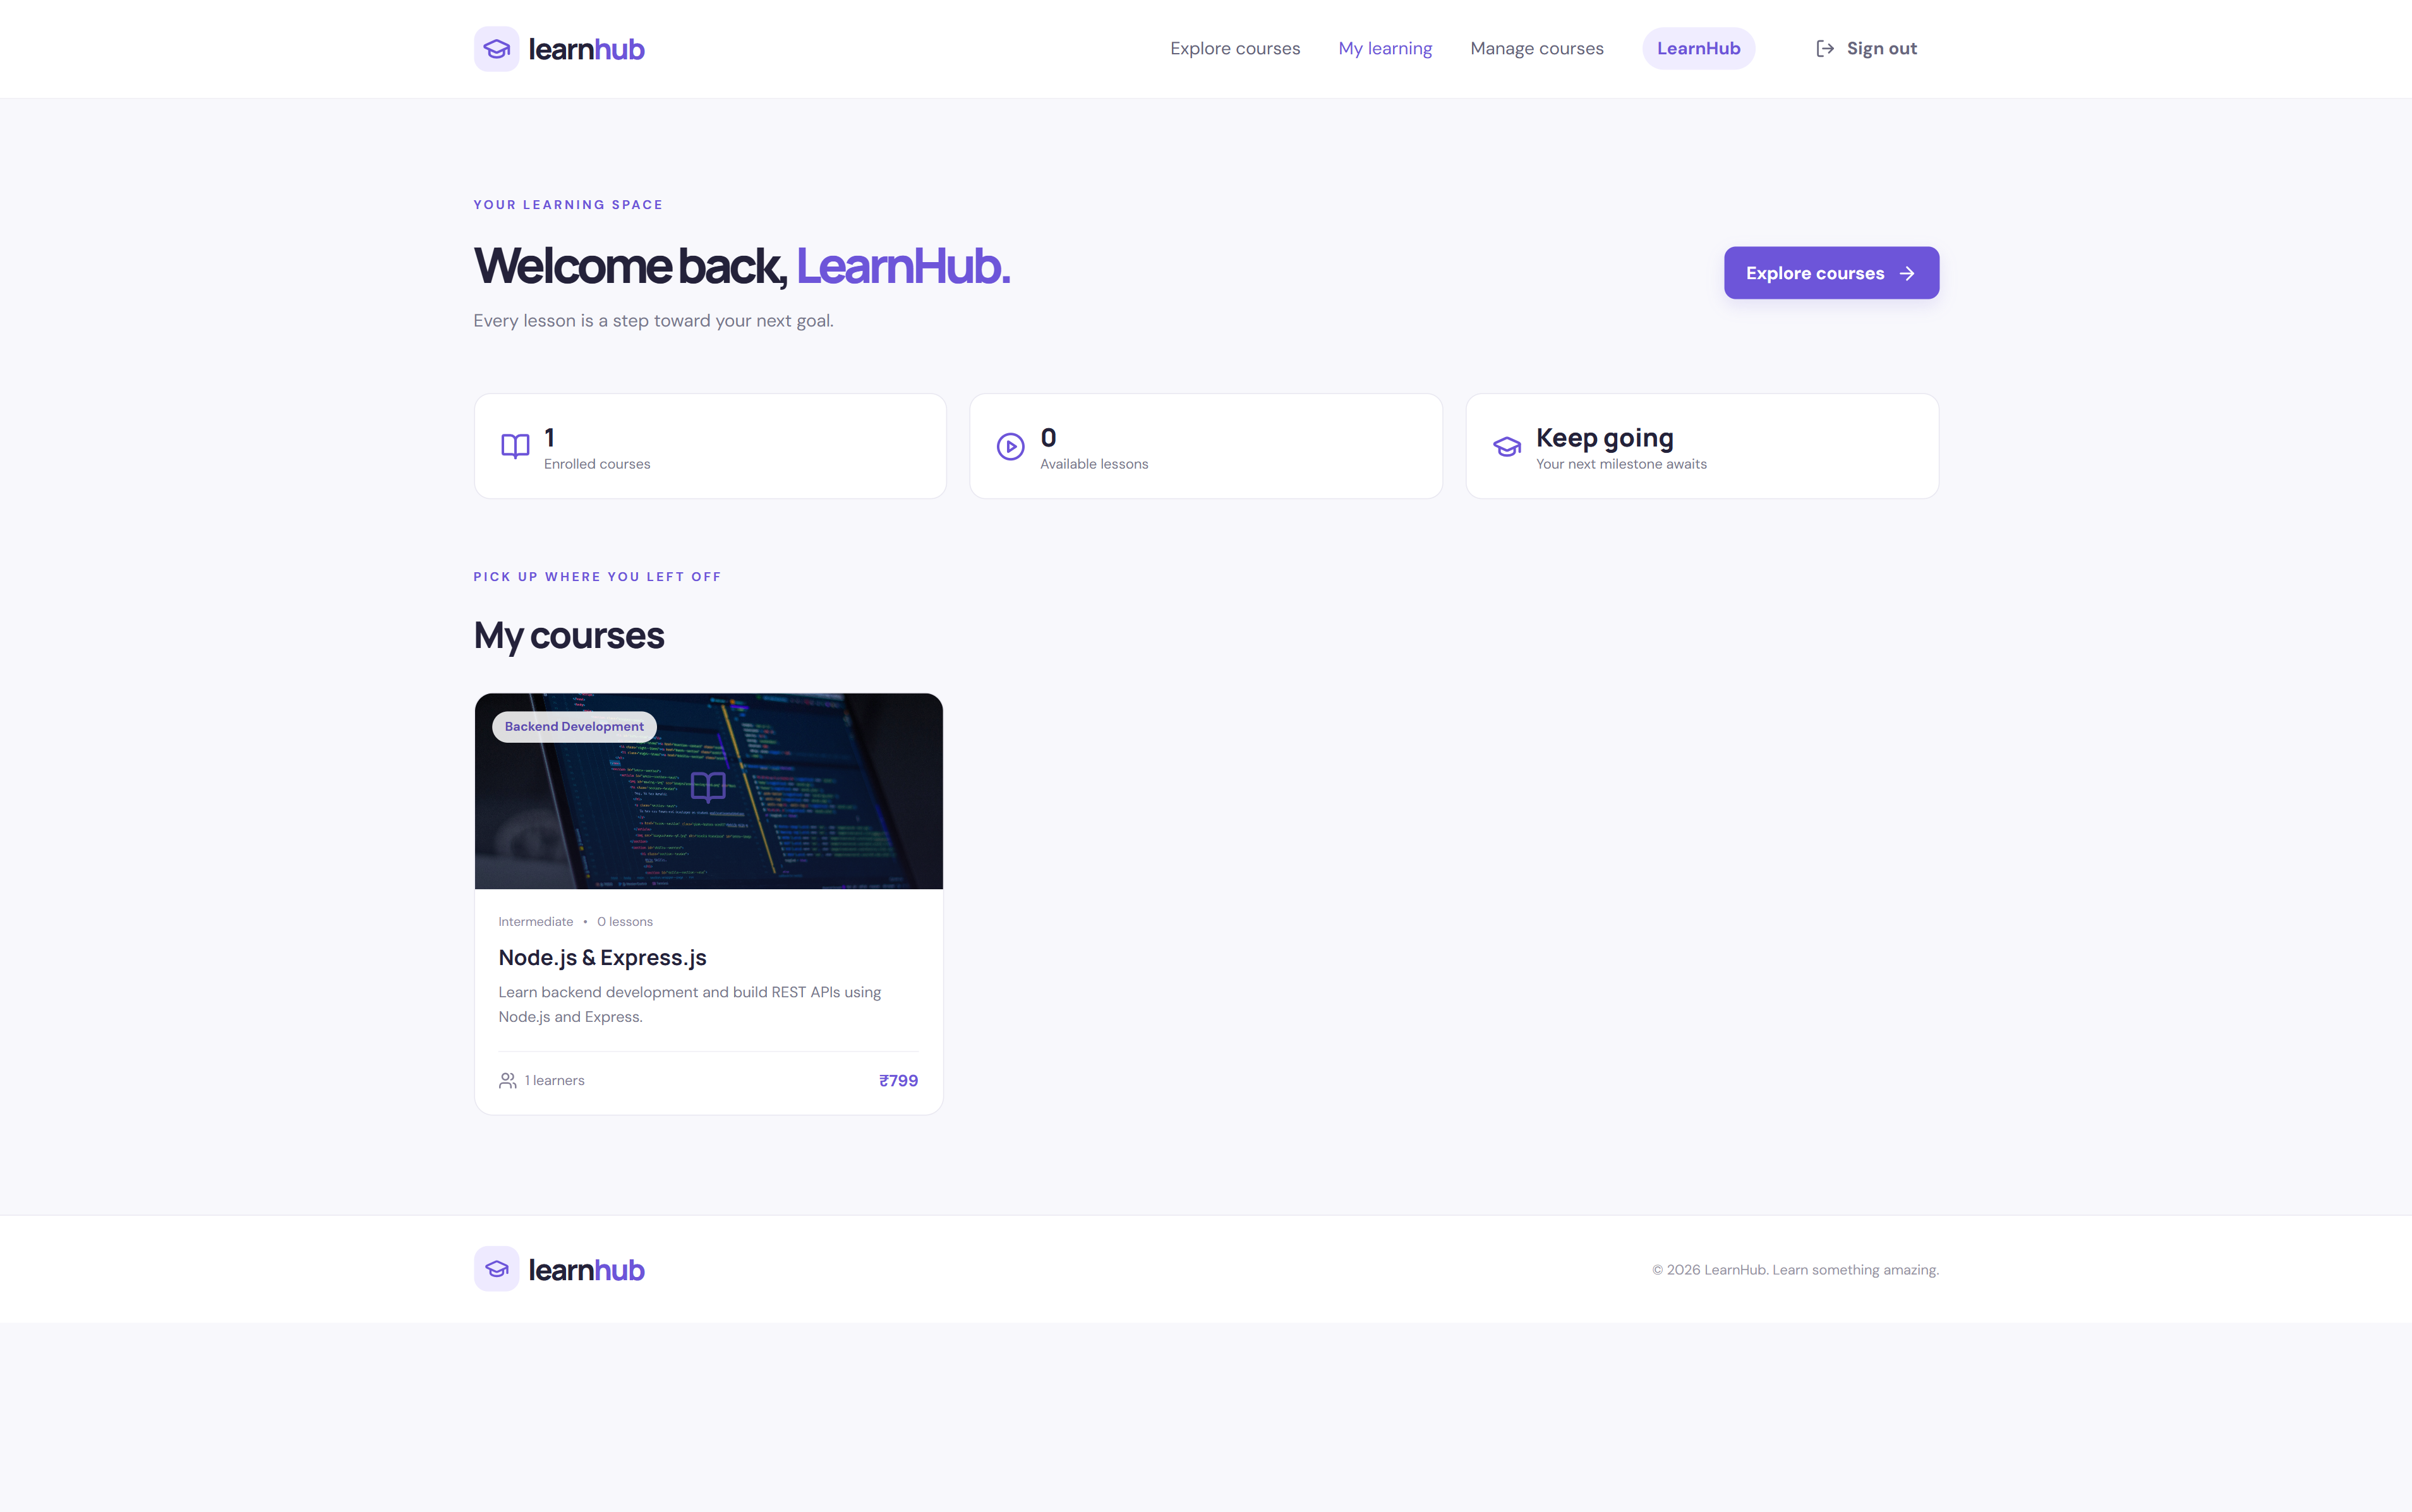 learnhub
Explore courses
My learning
Manage courses
LearnHub
Sign out
YOUR LEARNING SPACE
Welcome back, LearnHub.
Every lesson is a step toward your next goal.
Explore courses
1
Enrolled courses
0
Available lessons
Keep going
Your next milestone awaits
PICK UP WHERE YOU LEFT OFF
My courses
Backend Development
Intermediate • 0 lessons
Node.js & Express.js
Learn backend development and build REST APIs using
Node.js and Express.
1 learners
₹799
learnhub
© 2026 LearnHub. Learn something amazing.